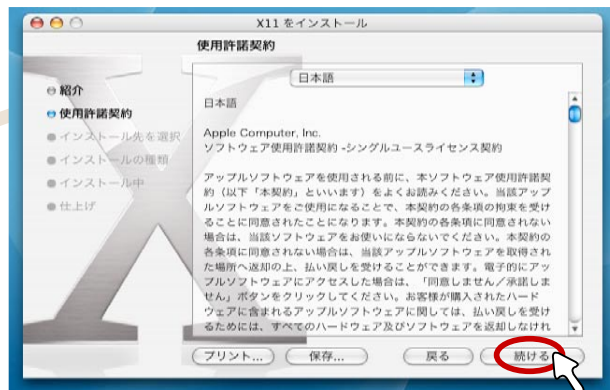 X11 をインストール
使用許諾契約
紹介
使用許諾契約
インストール先を選択
インストールの種類
インストール中
仕上げ
日本語
日本語
Apple Computer, Inc.
ソフトウェア使用許諾契約 -シングルユースライセンス契約
アップルソフトウェアを使用される前に、本ソフトウェア使用許諾契
約（以下「本契約」といいます）をよくお読みください。当該アップ
ルソフトウェアをご使用になることで、本契約の各条項の拘束を受け
ることに同意されたことになります。本契約の各条項に同意されない
場合は、当該ソフトウェアをお使いにならないでください。本契約の
各条項に同意されない場合は、当該アップルソフトウェアを取得され
た場所へ返却の上、払い戻しを受けることができます。電子的にアッ
プルソフトウェアにアクセスした場合は、「同意しません／承諾しま
せん」ボタンをクリックしてください。お客様が購入されたハード
ウェアに含まれるアップルソフトウェアに関しては、払い戻しを受け
るためには、すべてのハードウェア及びソフトウェアを返却しなけれ
プリント... 保存... 戻る 続ける